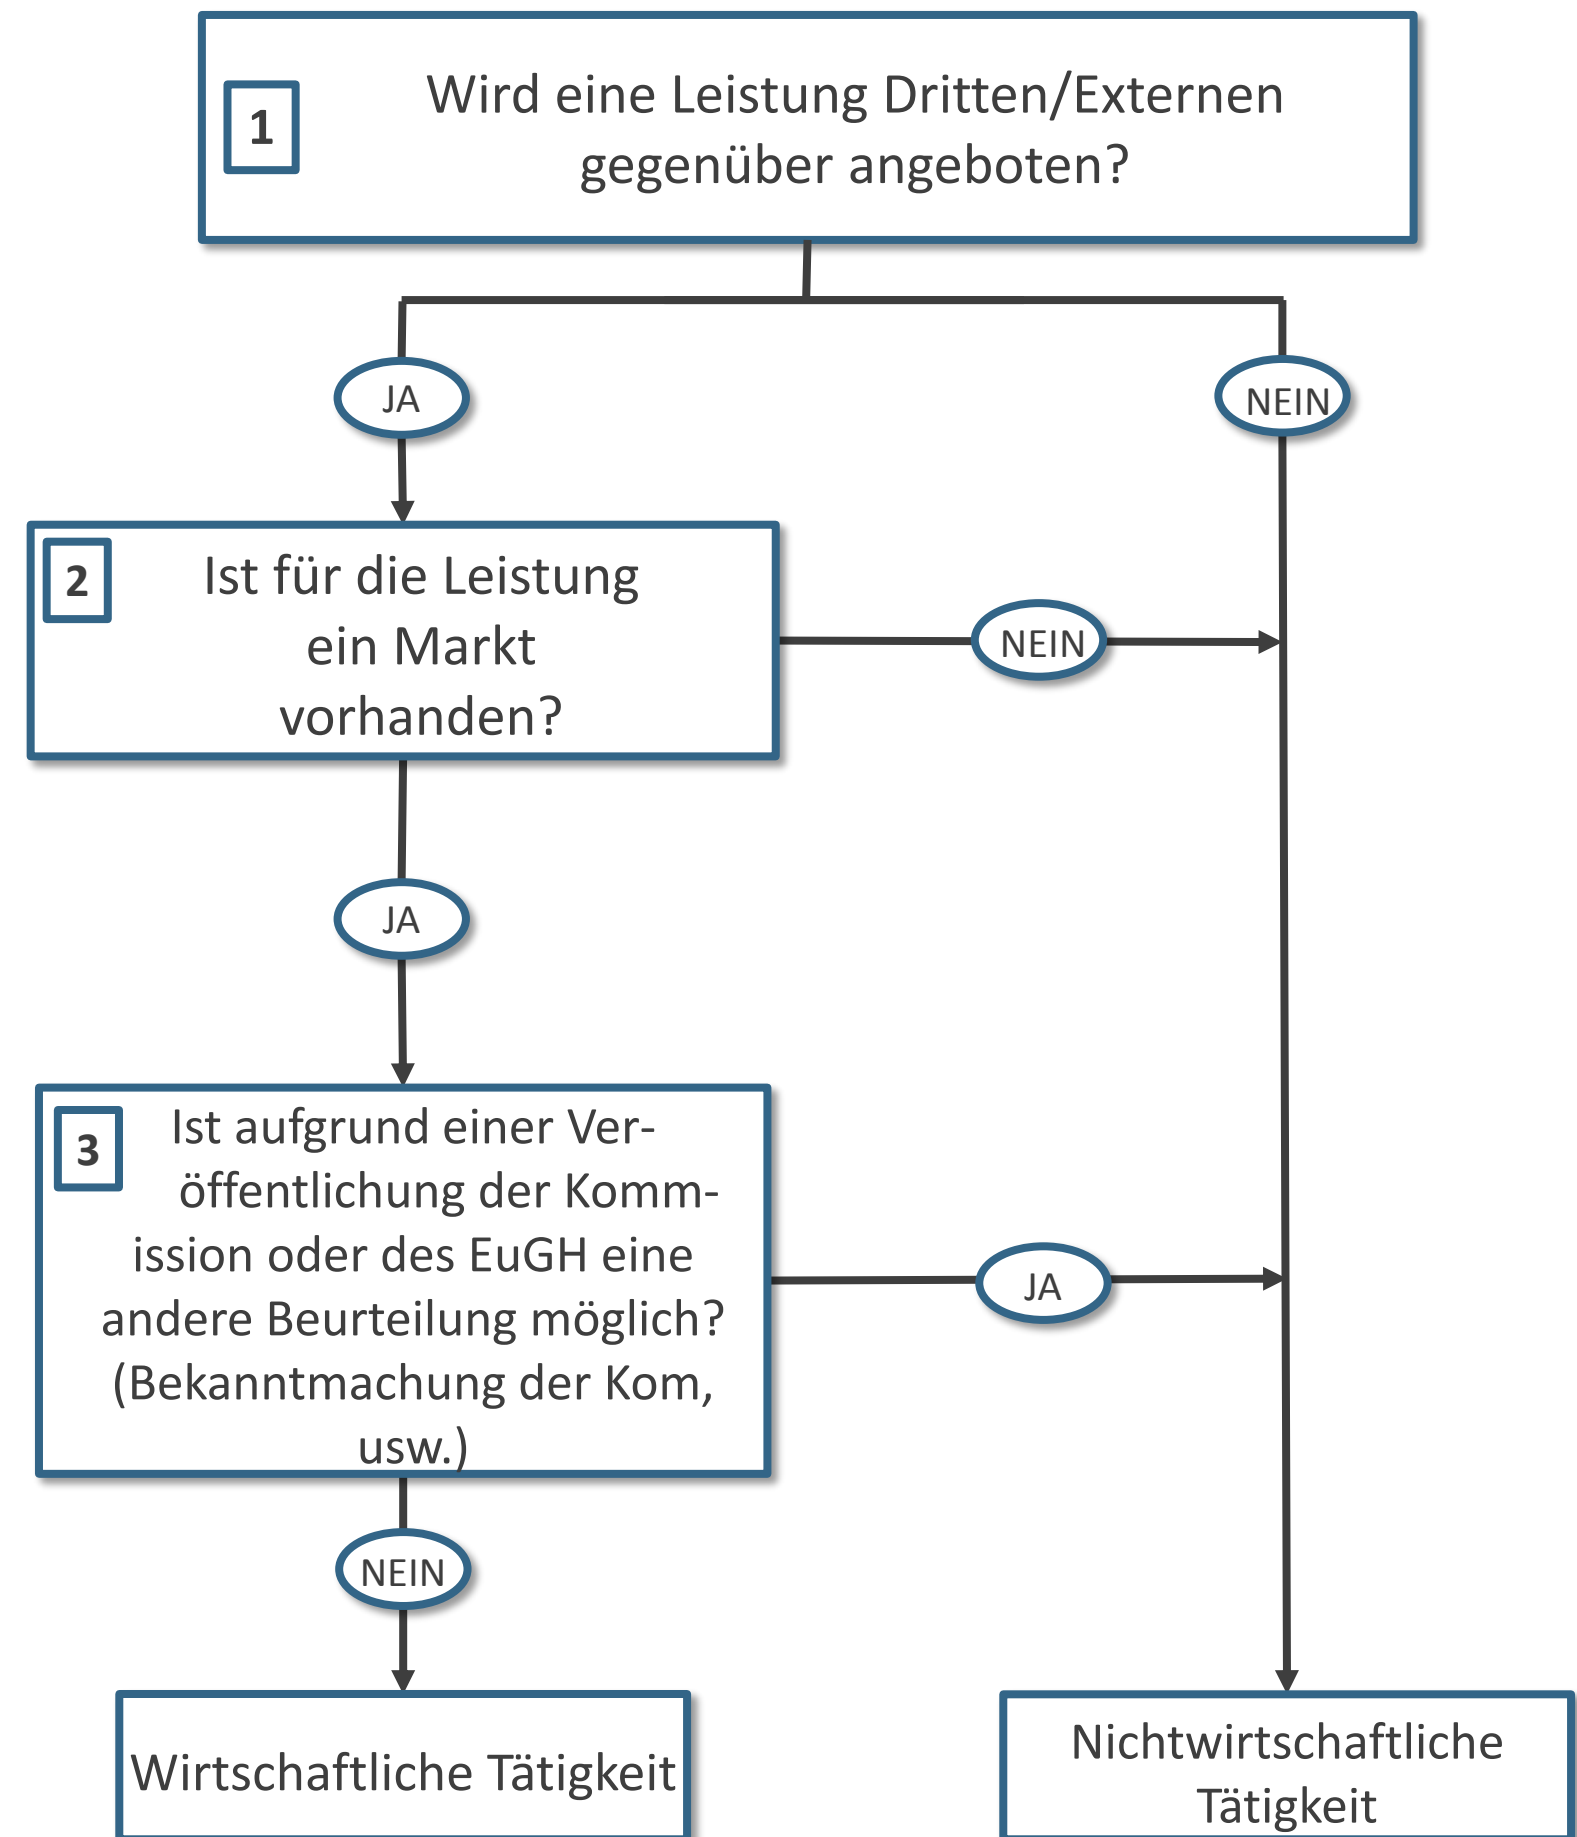 1
Wird eine Leistung Dritten/Externen
gegenüber angeboten?
JA
NEIN
2
Ist für die Leistung
ein Markt
vorhanden?
NEIN
JA
3
Ist aufgrund einer Ver-
öffentlichung der Komm-
ission oder des EuGH eine
andere Beurteilung möglich?
(Bekanntmachung der Kom,
usw.)
JA
NEIN
Wirtschaftliche Tätigkeit
Nichtwirtschaftliche
Tätigkeit